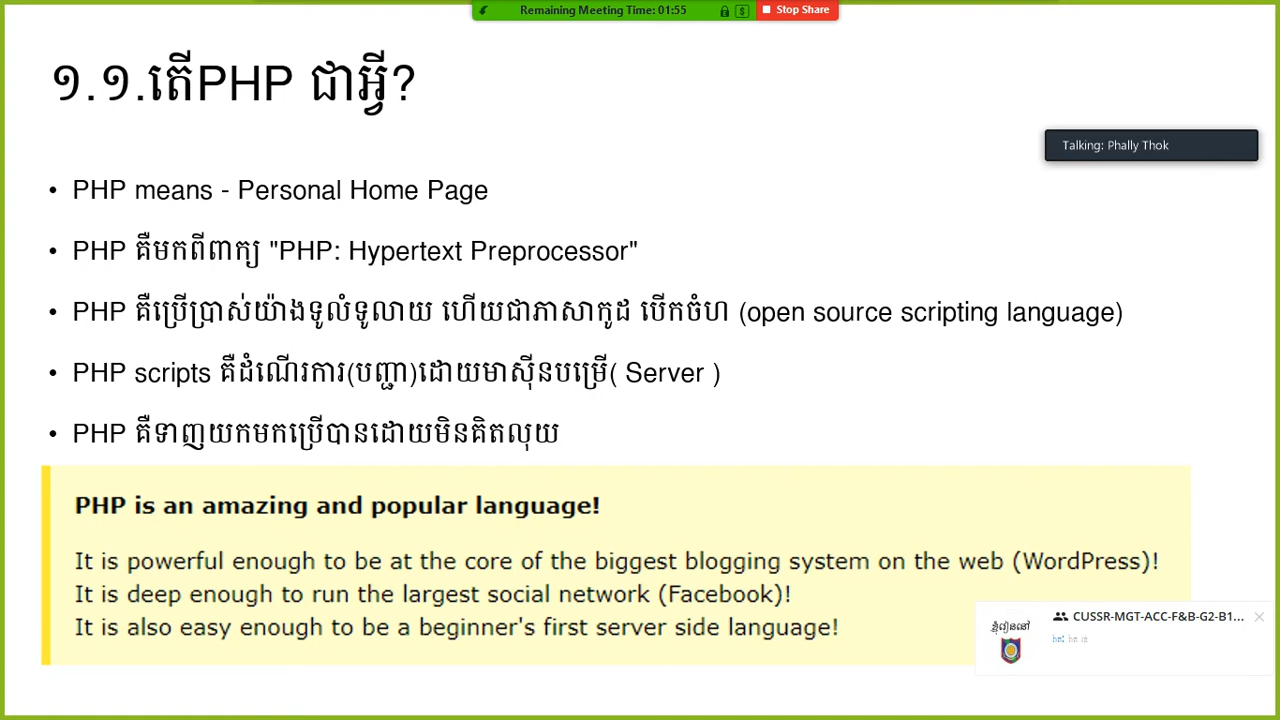 Remaining Meeting Time: 01:55
Stop Share
១.១.តើPHP ជាអ្វី?
Talking: Phally Thok
• PHP means - Personal Home Page
• PHP គឺមកពីពាក្យ "PHP: Hypertext Preprocessor"
• PHP គឺប្រើប្រាស់យ៉ាងទូលំទូលាយ ហើយជាភាសាកូដ បើកចំហ (open source scripting language)
• PHP scripts គឺដំណើរការ(បញ្ជា)ដោយមាស៊ីនបម្រើ( Server )
• PHP គឺទាញយកមកប្រើបានដោយមិនគិតលុយ
PHP is an amazing and popular language!
It is powerful enough to be at the core of the biggest blogging system on the web (WordPress)!
It is deep enough to run the largest social network (Facebook)!
It is also easy enough to be a beginner's first server side language!
ខ្ញុំរៀននៅ
CUSSR-MGT-ACC-F&B-G2-B1...